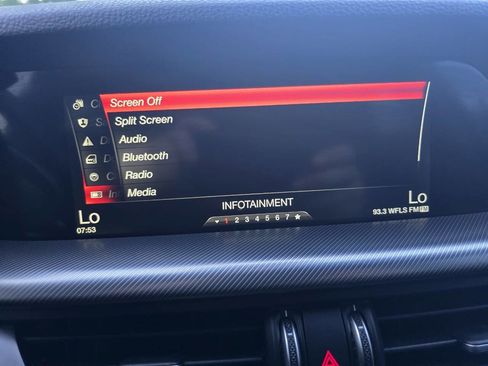 Screen Off
Split Screen
Audio
Bluetooth
Radio
Media
INFOTAINMENT
Lo
Lo
1 2 3 4 5 6 7
07:53
93.3 WFLS FM FM